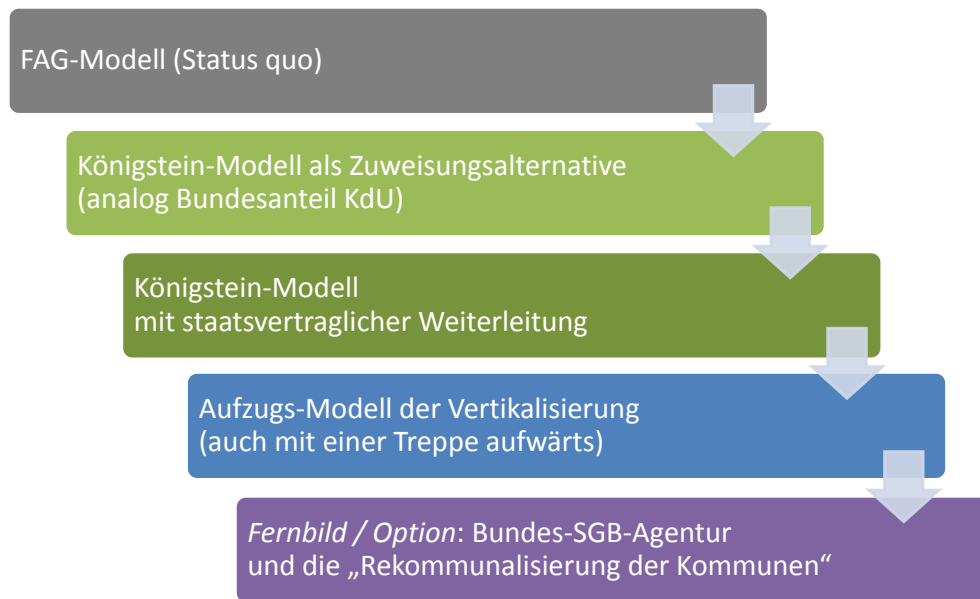 FAG-Modell (Status quo)
Königstein-Modell als Zuweisungsalternative
(analog Bundesanteil KdU)
Königstein-Modell
mit staatsvertraglicher Weiterleitung
Aufzugs-Modell der Vertikalisierung
(auch mit einer Treppe aufwärts)
Fernbild / Option: Bundes-SGB-Agentur
und die „Rekommunalisierung der Kommunen“